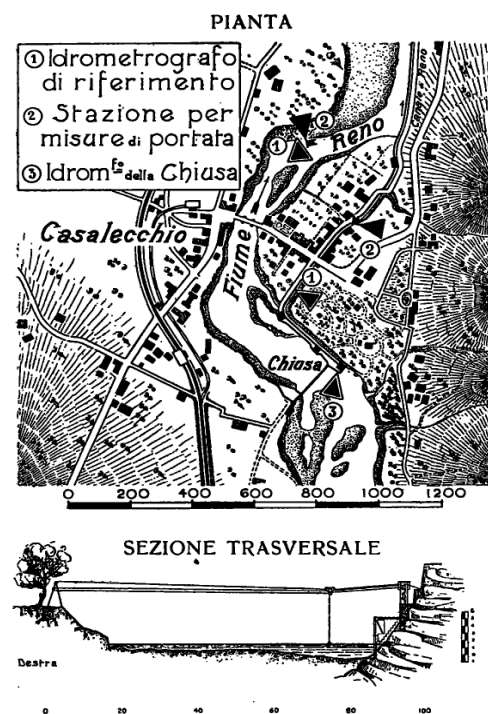 PIANTA
① Idrometrografo
di riferimento
② Stazione per
misure di portata
③ Idrom.fo della Chiusa
②
①
Reno
Casalecchio
Fiume
②
①
Chiusa
③
0 200 400 600 800 1000 1200
SEZIONE TRASVERSALE
Destra
0 20 40 60 80 100